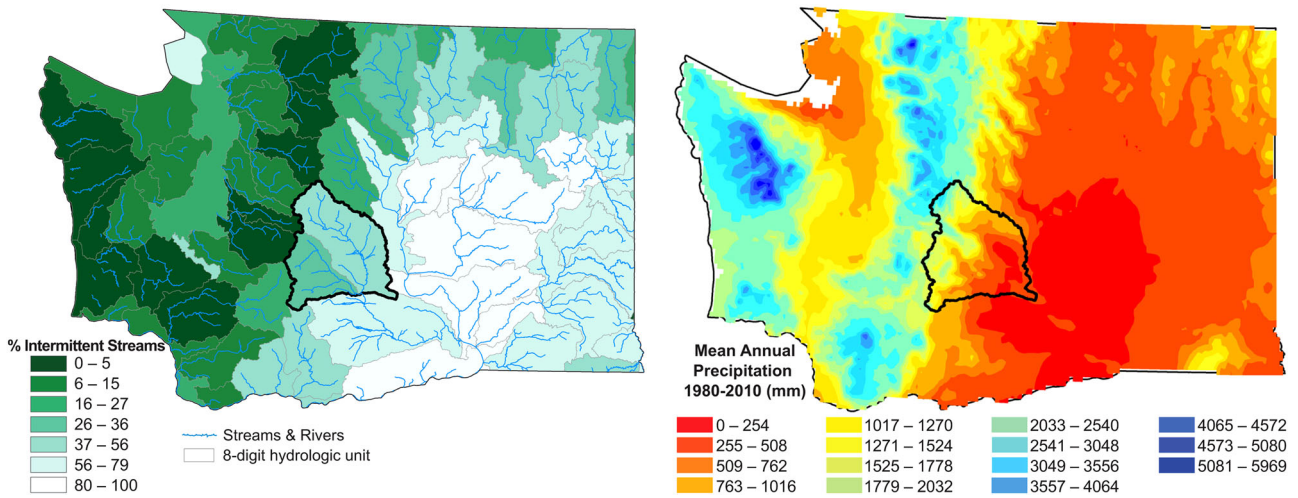 % Intermittent Streams
0 – 5
6 – 15
16 – 27
26 – 36
37 – 56
56 – 79
80 – 100
Streams & Rivers
8-digit hydrologic unit
Mean Annual
Precipitation
1980-2010 (mm)
0 – 254
255 – 508
509 – 762
763 – 1016
1017 – 1270
1271 – 1524
1525 – 1778
1779 – 2032
2033 – 2540
2541 – 3048
3049 – 3556
3557 – 4064
4065 – 4572
4573 – 5080
5081 – 5969